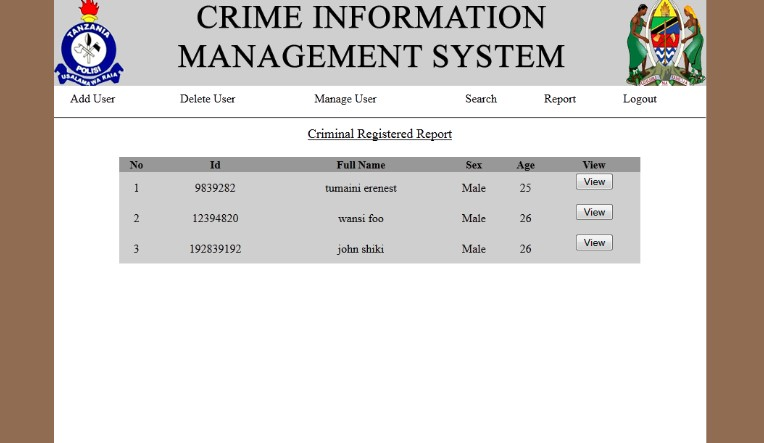 CRIME INFORMATION
MANAGEMENT SYSTEM
TANZANIA
POLISI
USALAMA WA RAIA
Add User Delete User Manage User Search Report Logout
Criminal Registered Report
No Id Full Name Sex Age View
1 9839282 tumaini erenest Male 25 View
2 12394820 wansi foo Male 26 View
3 192839192 john shiki Male 26 View